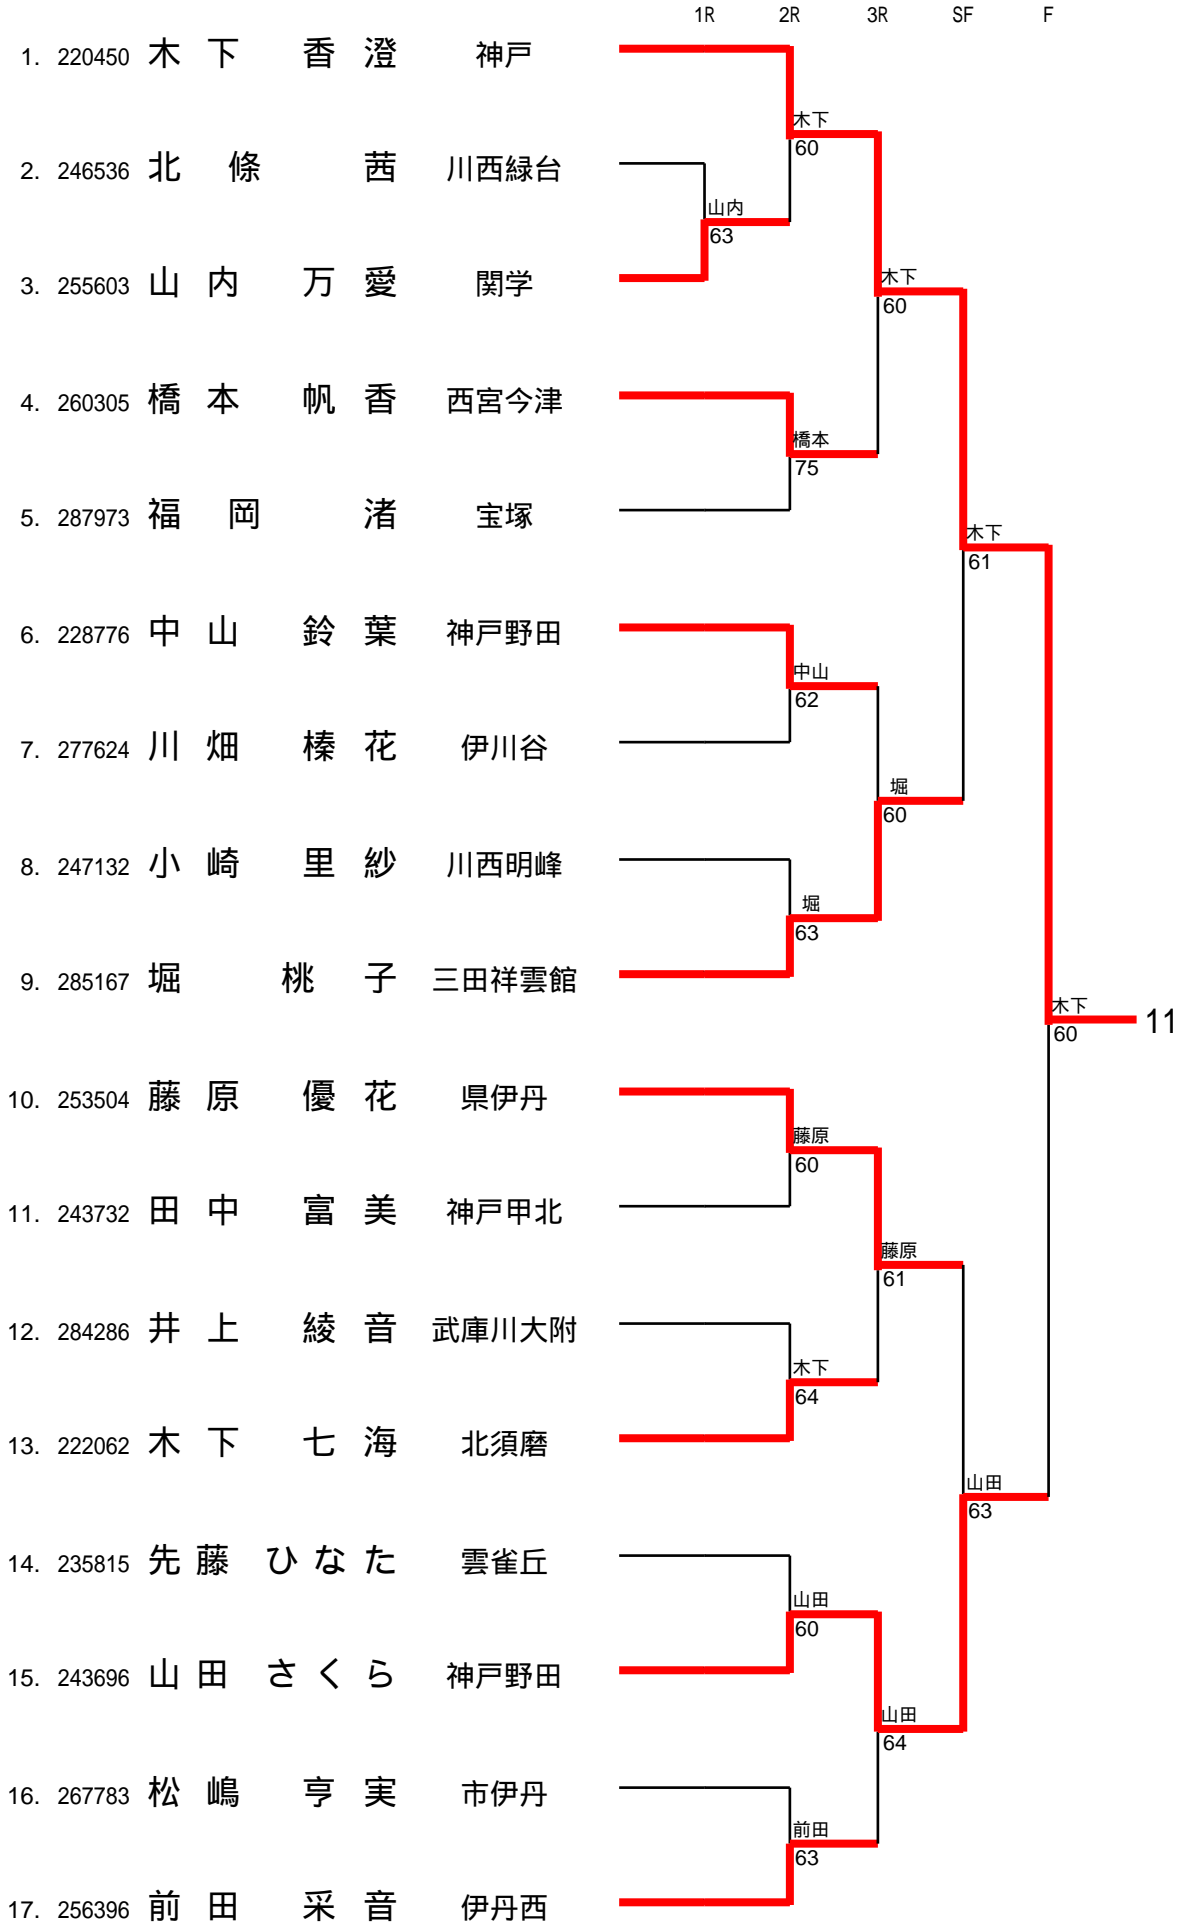 1R 2R 3R SF F
1. 220450 木下 香澄 神戸
木下
60
2. 246536 北條 茜 川西緑台
山内
63
3. 255603 山内 万愛 関学
木下
60
4. 260305 橋本 帆香 西宮今津
橋本
75
5. 287973 福岡 渚 宝塚
木下
61
6. 228776 中山 鈴葉 神戸野田
中山
62
7. 277624 川畑 榛花 伊川谷
堀
60
8. 247132 小崎 里紗 川西明峰
堀
63
9. 285167 堀 桃子 三田祥雲館
木下
60
11
10. 253504 藤原 優花 県伊丹
藤原
60
11. 243732 田中 富美 神戸甲北
藤原
61
12. 284286 井上 綾音 武庫川大附
木下
64
13. 222062 木下 七海 北須磨
山田
63
14. 235815 先藤 ひなた 雲雀丘
山田
60
15. 243696 山田 さくら 神戸野田
山田
64
16. 267783 松嶋 亨実 市伊丹
前田
63
17. 256396 前田 采音 伊丹西